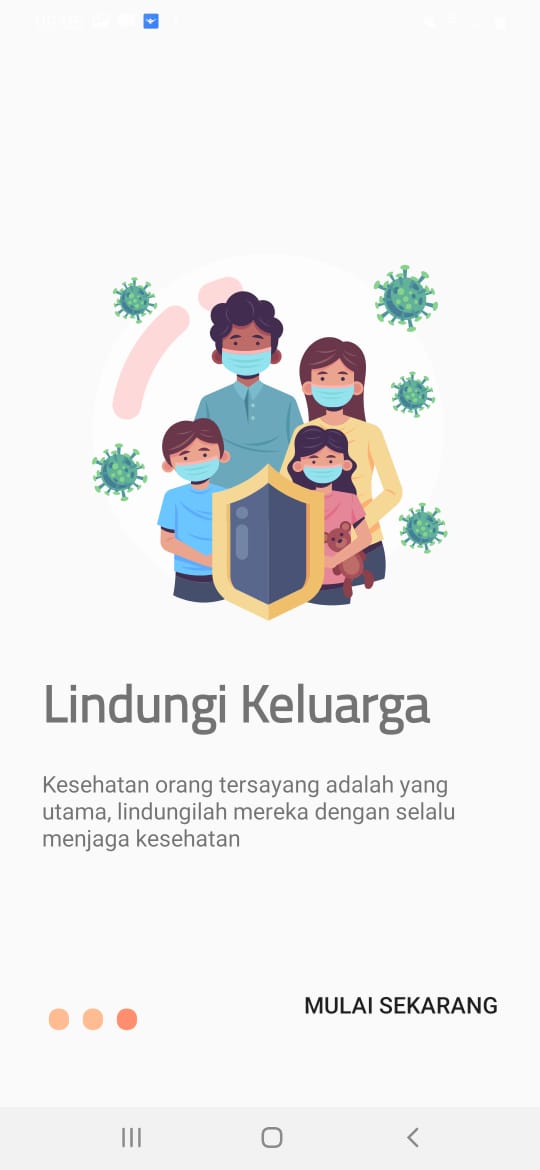 Lindungi Keluarga
Kesehatan orang tersayang adalah yang
utama, lindungilah mereka dengan selalu
menjaga kesehatan
MULAI SEKARANG